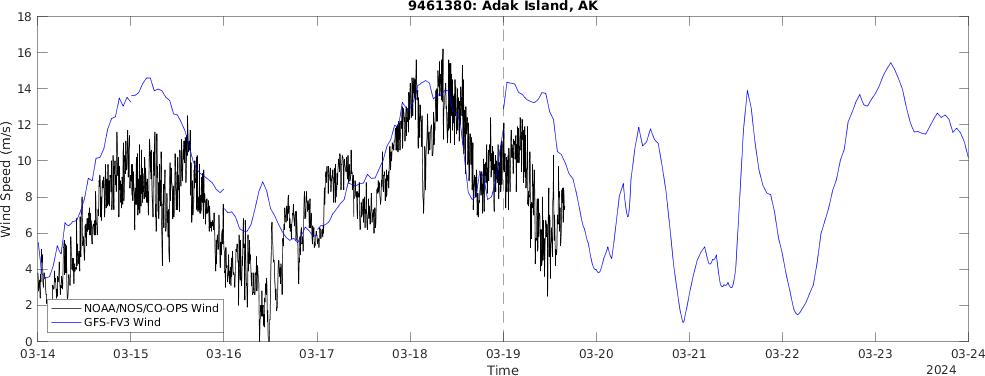 9461380: Adak Island, AK
Wind Speed (m/s)
18
16
14
12
10
8
6
4
2
0
NOAA/NOS/CO-OPS Wind
GFS-FV3 Wind
03-14 03-15 03-16 03-17 03-18 03-19 03-20 03-21 03-22 03-23 03-24
Time
2024